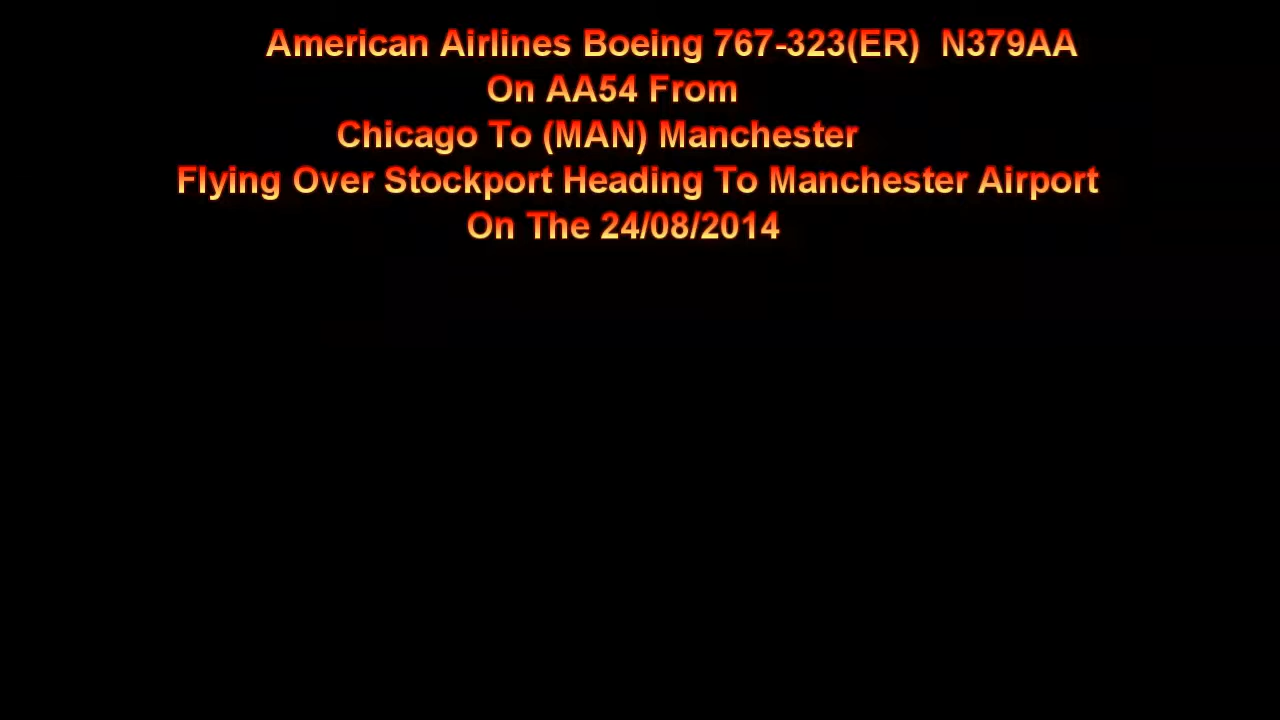 American Airlines Boeing 767-323(ER) N379AA
On AA54 From
Chicago To (MAN) Manchester
Flying Over Stockport Heading To Manchester Airport
On The 24/08/2014